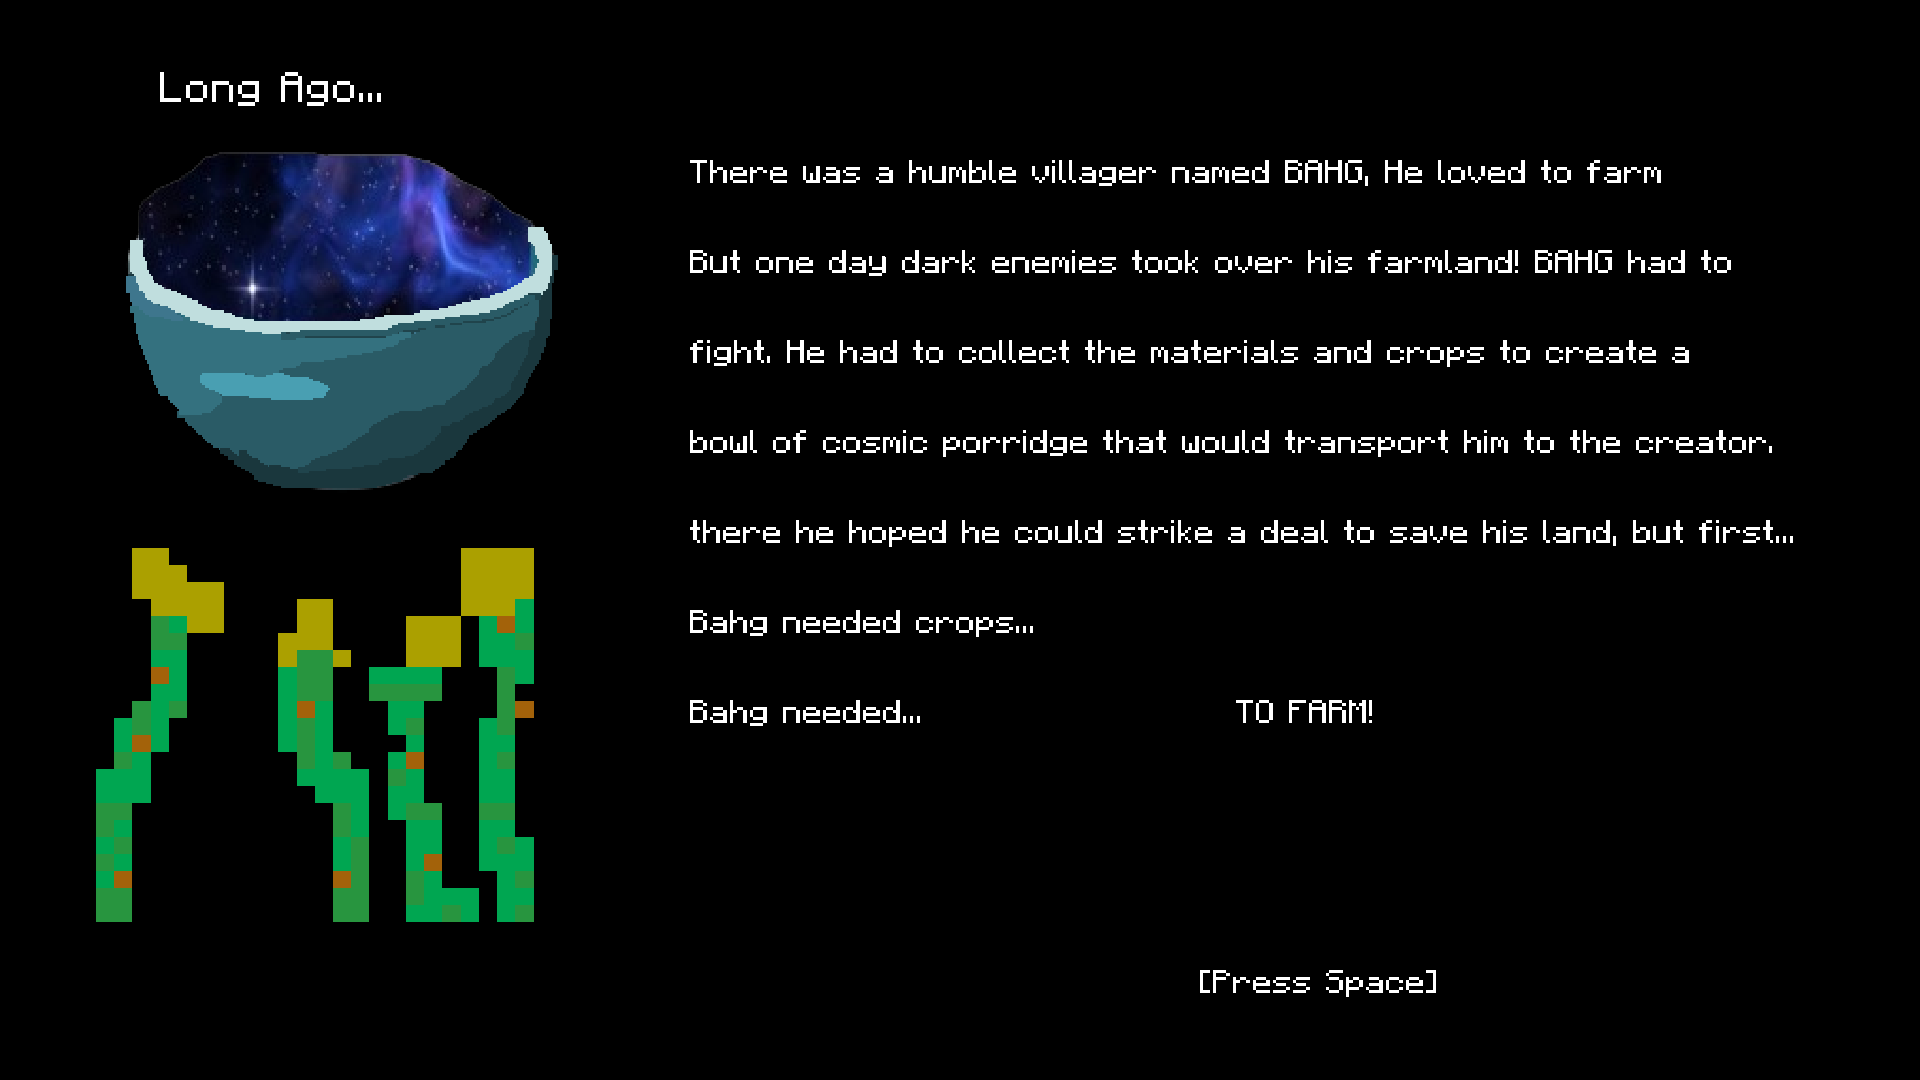 Long Ago...
There was a humble villager named BAHG, He loved to farm
But one day dark enemies took over his farmland! BAHG had to
fight. He had to collect the materials and crops to create a
bowl of cosmic porridge that would transport him to the creator.
there he hoped he could strike a deal to save his land, but first...
Bahg needed crops...
Bahg needed... TO FARM!
[Press Space]